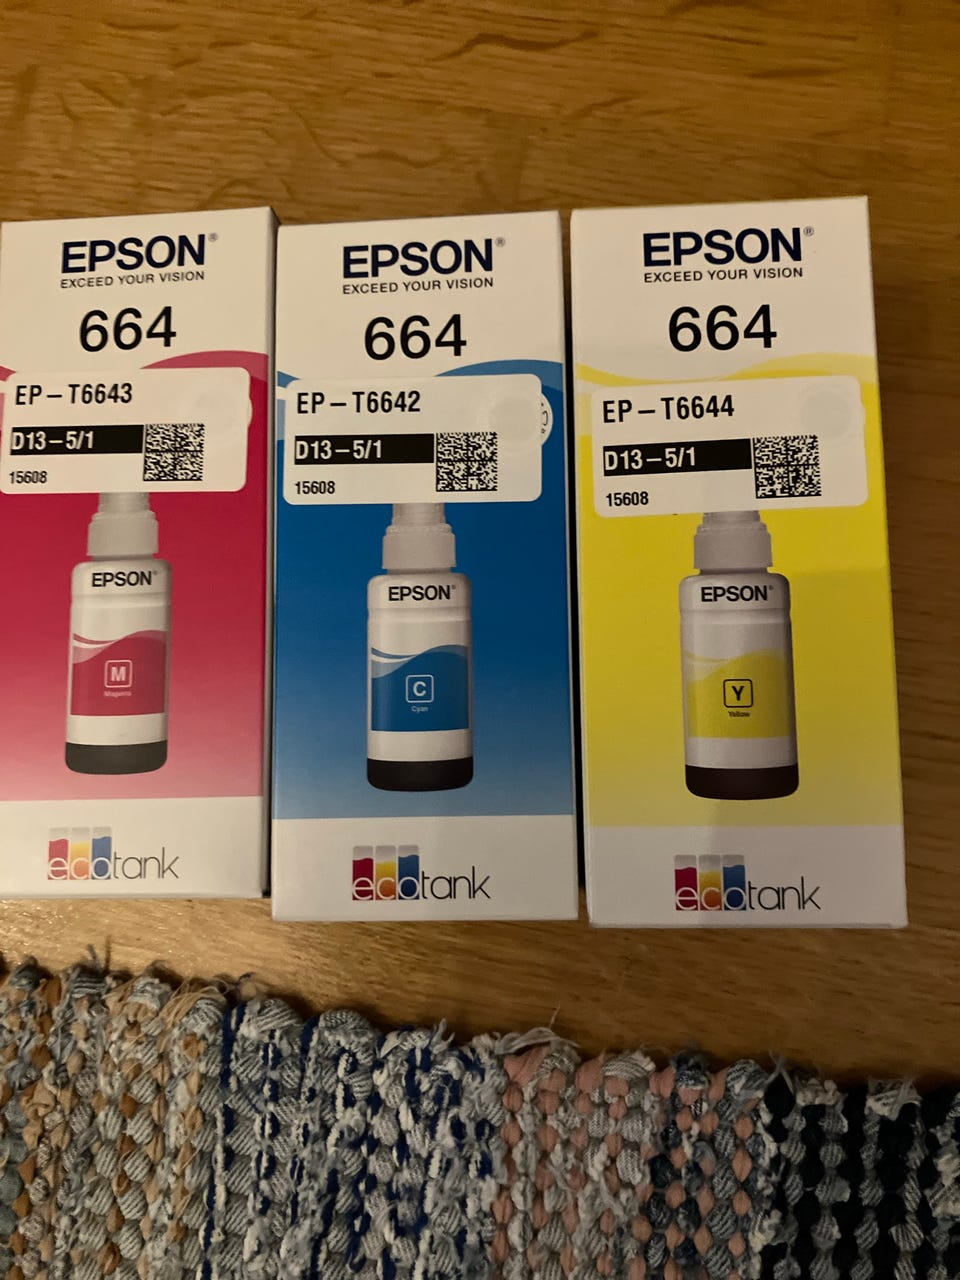 EPSON®
EXCEED YOUR VISION
664
EP-T6643
D13-5/1
15608
EPSON®
M
Magenta
ecotank
EPSON®
EXCEED YOUR VISION
664
EP-T6642
D13-5/1
15608
EPSON®
C
Cyan
ecotank
EPSON®
EXCEED YOUR VISION
664
EP-T6644
D13-5/1
15608
EPSON®
Y
Yellow
ecotank